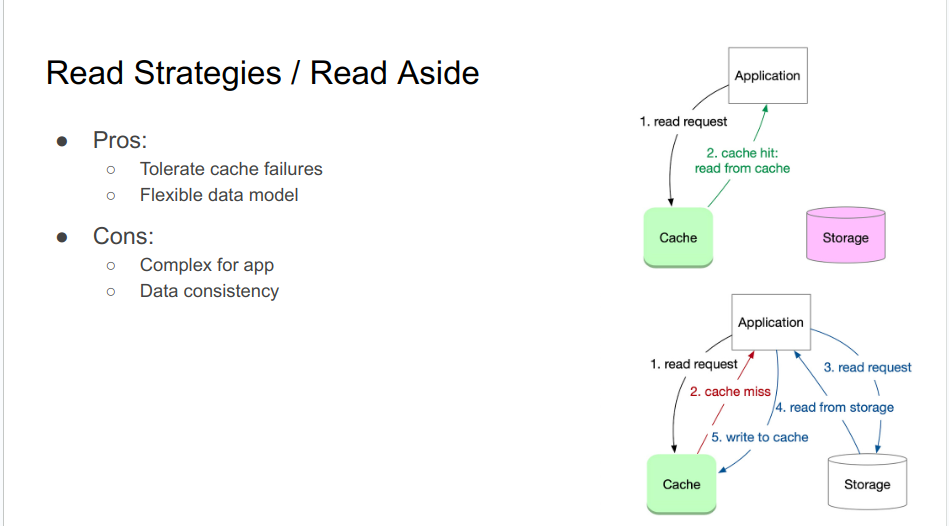 Read Strategies / Read Aside
● Pros:
○ Tolerate cache failures
○ Flexible data model
● Cons:
○ Complex for app
○ Data consistency
Application
1. read request
2. cache hit:
read from cache
Cache
Storage
Application
1. read request
3. read request
2. cache miss
4. read from storage
5. write to cache
Cache
Storage